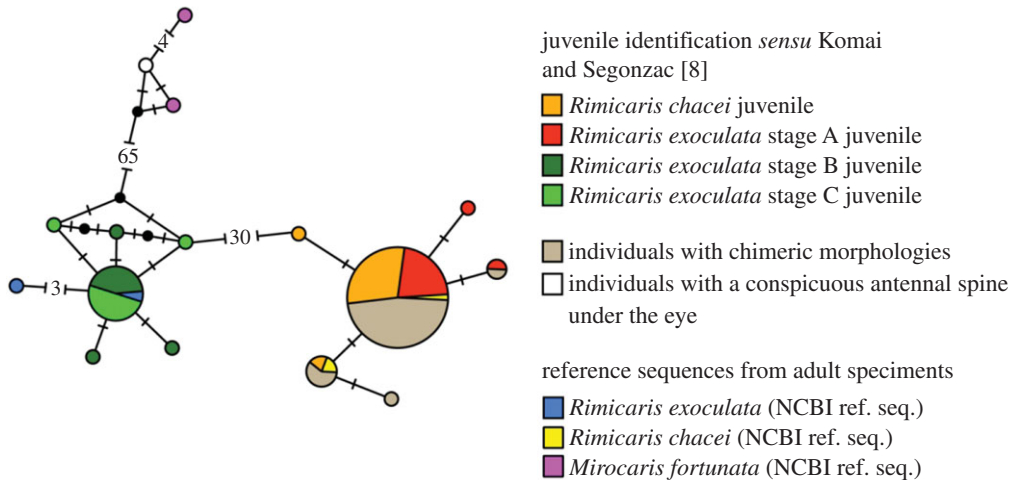 4
65
30
3
juvenile identification sensu Komai
and Segonzac [8]
Rimicaris chacei juvenile
Rimicaris exoculata stage A juvenile
Rimicaris exoculata stage B juvenile
Rimicaris exoculata stage C juvenile
individuals with chimeric morphologies
individuals with a conspicuous antennal spine
under the eye
reference sequences from adult speciments
Rimicaris exoculata (NCBI ref. seq.)
Rimicaris chacei (NCBI ref. seq.)
Mirocaris fortunata (NCBI ref. seq.)